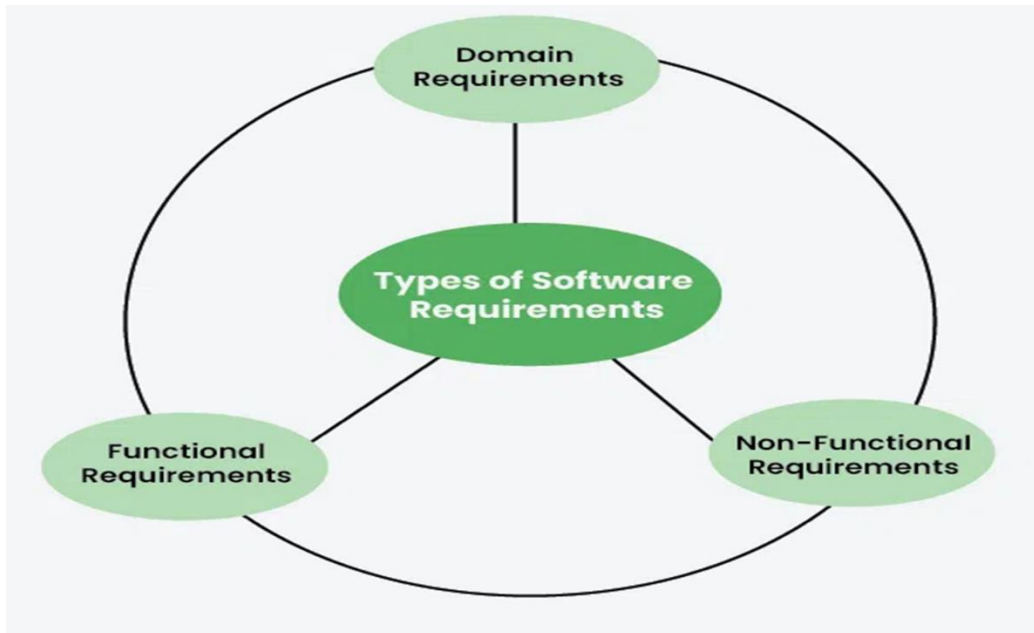 Domain
Requirements
Types of Software
Requirements
Functional
Requirements
Non-Functional
Requirements